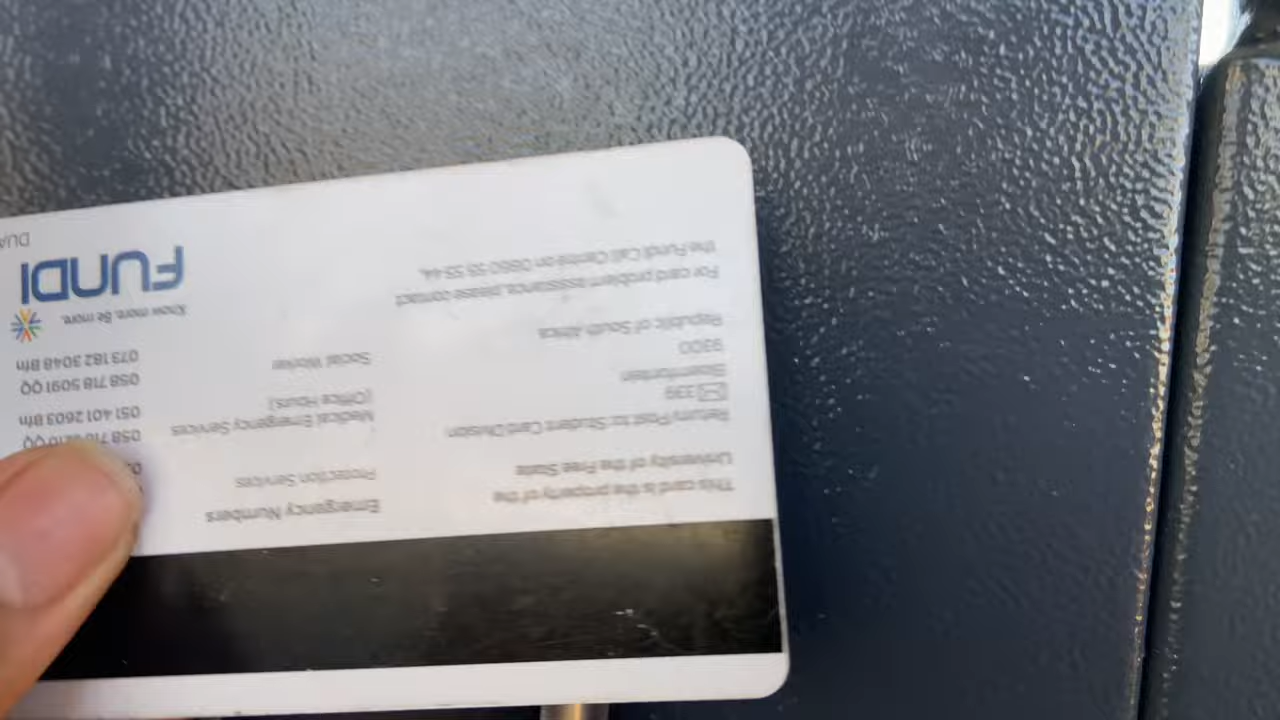 This card is the property of the
University of the Free State
Return/Post to: Student Card Division
339
Bloemfontein
9300
Republic of South Africa
For card problem assistance, please contact
the Fundi Call Centre on 0860 55 55 44.
Emergency Numbers
Protection Services
Medical Emergency Services
(Office Hours)
Social Worker
051 401 2603 Bfn
058 718 5091 QQ
073 182 3048 Bfn
Know more. Be more.
FUNDI